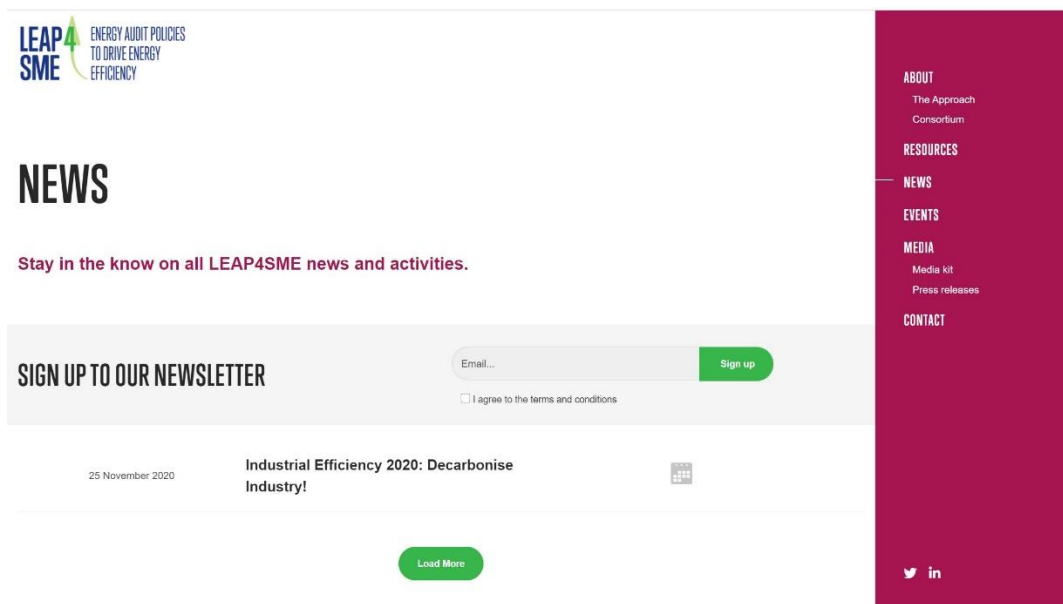 LEAP4
SME
ENERGY AUDIT POLICIES
TO DRIVE ENERGY
EFFICIENCY
NEWS
Stay in the know on all LEAP4SME news and activities.
SIGN UP TO OUR NEWSLETTER
Email...
Sign up
I agree to the terms and conditions
25 November 2020
Industrial Efficiency 2020: Decarbonise
Industry!
Load More
ABOUT
The Approach
Consortium
RESOURCES
NEWS
EVENTS
MEDIA
Media kit
Press releases
CONTACT
in